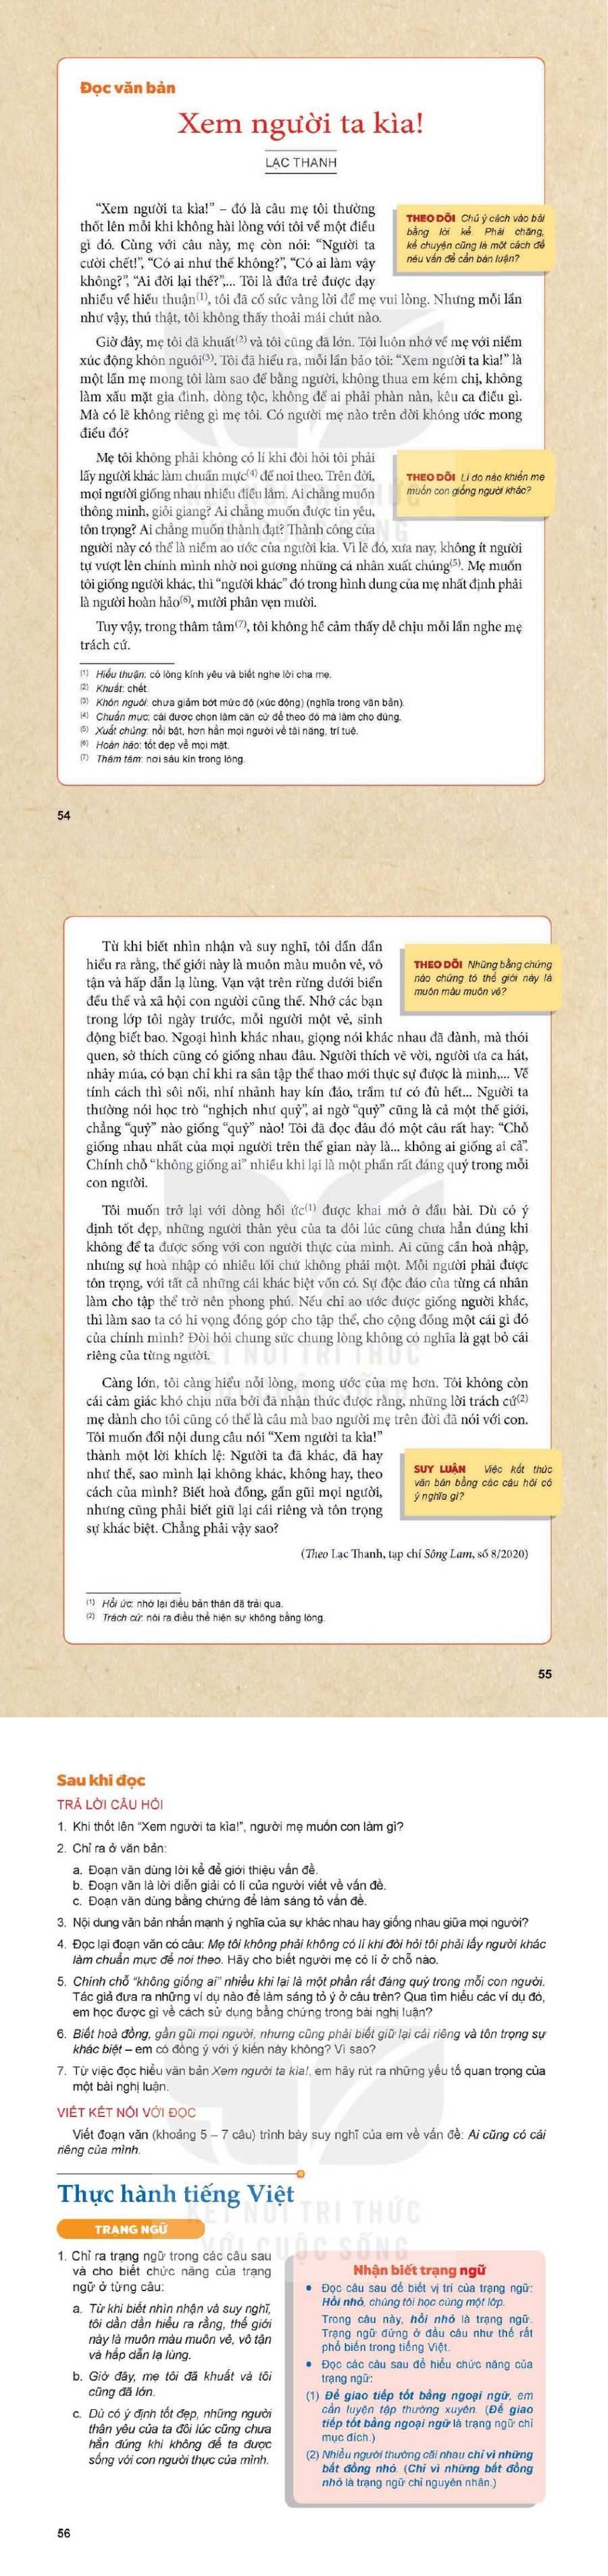 Đọc văn bản
Xem người ta kìa!
LẠC THANH
“Xem người ta kìa!” – đó là câu mẹ tôi thường
thốt lên mỗi khi không hài lòng với tôi về một điều
gì đó. Cùng với câu này, mẹ còn nói: “Người ta
cười chết!”, “Có ai như thế không?”, “Có ai làm vậy
không?”, “Ai đời lại thế?”,... Tôi là đứa trẻ được dạy
nhiều về hiếu thuận(1), tôi đã cố sức vâng lời để mẹ vui lòng. Nhưng mỗi lần
như vậy, thú thật, tôi không thấy thoải mái chút nào.
THEO DÕI Chú ý cách vào bài
bằng lời kể. Phải chăng,
kể chuyện cũng là một cách để
nêu vấn đề cần bàn luận?
Giờ đây, mẹ tôi đã khuất(2) và tôi cũng đã lớn. Tôi luôn nhớ về mẹ với niềm
xúc động khôn nguôi(3). Tôi đã hiểu ra, mỗi lần bảo tôi: “Xem người ta kìa!” là
một lần mẹ mong tôi làm sao để bằng người, không thua em kém chị, không
làm xấu mặt gia đình, dòng tộc, không để ai phải phàn nàn, kêu ca điều gì.
Mà có lẽ không riêng gì mẹ tôi. Có người mẹ nào trên đời không ước mong
điều đó?
Mẹ tôi không phải không có lí khi đòi hỏi tôi phải
lấy người khác làm chuẩn mực(4) để noi theo. Trên đời,
mọi người giống nhau nhiều điều lắm. Ai chẳng muốn
thông minh, giỏi giang? Ai chẳng muốn được tin yêu,
tôn trọng? Ai chẳng muốn thành đạt? Thành công của
người này có thể là niềm ao ước của người kia. Vì lẽ đó, xưa nay, không ít người
tự vượt lên chính mình nhờ noi gương những cá nhân xuất chúng(5). Mẹ muốn
tôi giống người khác, thì “người khác” đó trong hình dung của mẹ nhất định phải
là người hoàn hảo(6), mười phân vẹn mười.
THEO DÕI Lí do nào khiến mẹ
muốn con giống người khác?
Tuy vậy, trong thâm tâm(7), tôi không hề cảm thấy dễ chịu mỗi lần nghe mẹ
trách cứ.
(1) Hiếu thuận: có lòng kính yêu và biết nghe lời cha mẹ.
(2) Khuất: chết.
(3) Khôn nguôi: chưa giảm bớt mức độ (xúc động) (nghĩa trong văn bản).
(4) Chuẩn mực: cái được chọn làm căn cứ để theo đó mà làm cho đúng.
(5) Xuất chúng: nổi bật, hơn hẳn mọi người về tài năng, trí tuệ.
(6) Hoàn hảo: tốt đẹp về mọi mặt.
(7) Thâm tâm: nơi sâu kín trong lòng.
54
Từ khi biết nhìn nhận và suy nghĩ, tôi dần dần
hiểu ra rằng, thế giới này là muôn màu muôn vẻ, vô
tận và hấp dẫn lạ lùng. Vạn vật trên rừng dưới biển
đều thế và xã hội con người cũng thế. Nhớ các bạn
trong lớp tôi ngày trước, mỗi người một vẻ, sinh
động biết bao. Ngoại hình khác nhau, giọng nói khác nhau đã đành, mà thói
quen, sở thích cũng có giống nhau đâu. Người thích vẽ vời, người ưa ca hát,
nhảy múa, có bạn chỉ khi ra sân tập thể thao mới thực sự được là mình,... Về
tính cách thì sôi nổi, nhí nhảnh hay kín đáo, trầm tư có đủ hết... Người ta
thường nói học trò “nghịch như quỷ”, ai ngờ “quỷ” cũng là cả một thế giới,
chẳng “quỷ” nào giống “quỷ” nào! Tôi đã đọc đâu đó một câu rất hay: “Chỗ
giống nhau nhất của mọi người trên thế gian này là... không ai giống ai cả”.
Chính chỗ “không giống ai” nhiều khi lại là một phần rất đáng quý trong mỗi
con người.
THEO DÕI Những bằng chứng
nào chứng tỏ thế giới này là
muôn màu muôn vẻ?
Tôi muốn trở lại với dòng hồi ức(1) được khai mở ở đầu bài. Dù có ý
định tốt đẹp, những người thân yêu của ta đôi lúc cũng chưa hẳn đúng khi
không để ta được sống với con người thực của mình. Ai cũng cần hoà nhập,
nhưng sự hoà nhập có nhiều lối chứ không phải một. Mỗi người phải được
tôn trọng, với tất cả những cái khác biệt vốn có. Sự độc đáo của từng cá nhân
làm cho tập thể trở nên phong phú. Nếu chỉ ao ước được giống người khác,
thì làm sao ta có hi vọng đóng góp cho tập thể, cho cộng đồng một cái gì đó
của chính mình? Đòi hỏi chung sức chung lòng không có nghĩa là gạt bỏ cái
riêng của từng người.
Càng lớn, tôi càng hiểu nỗi lòng, mong ước của mẹ hơn. Tôi không còn
cái cảm giác khó chịu nữa bởi đã nhận thức được rằng, những lời trách cứ(2)
mẹ dành cho tôi cũng có thể là câu mà bao người mẹ trên đời đã nói với con.
Tôi muốn đổi nội dung câu nói “Xem người ta kìa!”
thành một lời khích lệ: Người ta đã khác, đã hay
như thế, sao mình lại không khác, không hay, theo
cách của mình? Biết hoà đồng, gần gũi mọi người,
nhưng cũng phải biết giữ lại cái riêng và tôn trọng
sự khác biệt. Chẳng phải vậy sao?
SUY LUẬN Việc kết thúc
văn bản bằng các câu hỏi có
ý nghĩa gì?
(Theo Lạc Thanh, tạp chí Sông Lam, số 8/2020)
(1) Hồi ức: nhớ lại điều bản thân đã trải qua.
(2) Trách cứ: nói ra điều thể hiện sự không bằng lòng.
55
Sau khi đọc
TRẢ LỜI CÂU HỎI
1. Khi thốt lên “Xem người ta kìa!”, người mẹ muốn con làm gì?
2. Chỉ ra ở văn bản:
a. Đoạn văn dùng lời kể để giới thiệu vấn đề.
b. Đoạn văn là lời diễn giải có lí của người viết về vấn đề.
c. Đoạn văn dùng bằng chứng để làm sáng tỏ vấn đề.
3. Nội dung văn bản nhấn mạnh ý nghĩa của sự khác nhau hay giống nhau giữa mọi người?
4. Đọc lại đoạn văn có câu: Mẹ tôi không phải không có lí khi đòi hỏi tôi phải lấy người khác
làm chuẩn mực để noi theo. Hãy cho biết người mẹ có lí ở chỗ nào.
5. Chính chỗ “không giống ai” nhiều khi lại là một phần rất đáng quý trong mỗi con người.
Tác giả đưa ra những ví dụ nào để làm sáng tỏ ý ở câu trên? Qua tìm hiểu các ví dụ đó,
em học được gì về cách sử dụng bằng chứng trong bài nghị luận?
6. Biết hoà đồng, gần gũi mọi người, nhưng cũng phải biết giữ lại cái riêng và tôn trọng sự
khác biệt – em có đồng ý với ý kiến này không? Vì sao?
7. Từ việc đọc hiểu văn bản Xem người ta kìa!, em hãy rút ra những yếu tố quan trọng của
một bài nghị luận.
VIẾT KẾT NỐI VỚI ĐỌC
Viết đoạn văn (khoảng 5 – 7 câu) trình bày suy nghĩ của em về vấn đề: Ai cũng có cái
riêng của mình.
Thực hành tiếng Việt
TRẠNG NGỮ
1. Chỉ ra trạng ngữ trong các câu sau
và cho biết chức năng của trạng
ngữ ở từng câu:
a. Từ khi biết nhìn nhận và suy nghĩ,
tôi dần dần hiểu ra rằng, thế giới
này là muôn màu muôn vẻ, vô tận
và hấp dẫn lạ lùng.
b. Giờ đây, mẹ tôi đã khuất và tôi
cũng đã lớn.
c. Dù có ý định tốt đẹp, những người
thân yêu của ta đôi lúc cũng chưa
hẳn đúng khi không để ta được
sống với con người thực của mình.
Nhận biết trạng ngữ
• Đọc câu sau để biết vị trí của trạng ngữ:
Hồi nhỏ, chúng tôi học cùng một lớp.
Trong câu này, hồi nhỏ là trạng ngữ.
Trạng ngữ đứng ở đầu câu như thế rất
phổ biến trong tiếng Việt.
• Đọc các câu sau để hiểu chức năng của
trạng ngữ:
(1) Để giao tiếp tốt bằng ngoại ngữ, em
cần luyện tập thường xuyên. (Để giao
tiếp tốt bằng ngoại ngữ là trạng ngữ chỉ
mục đích.)
(2) Nhiều người thường cãi nhau chỉ vì những
bất đồng nhỏ. (Chỉ vì những bất đồng
nhỏ là trạng ngữ chỉ nguyên nhân.)
56
KẾT NỐI TRI THỨC
VỚI CUỘC SỐNG